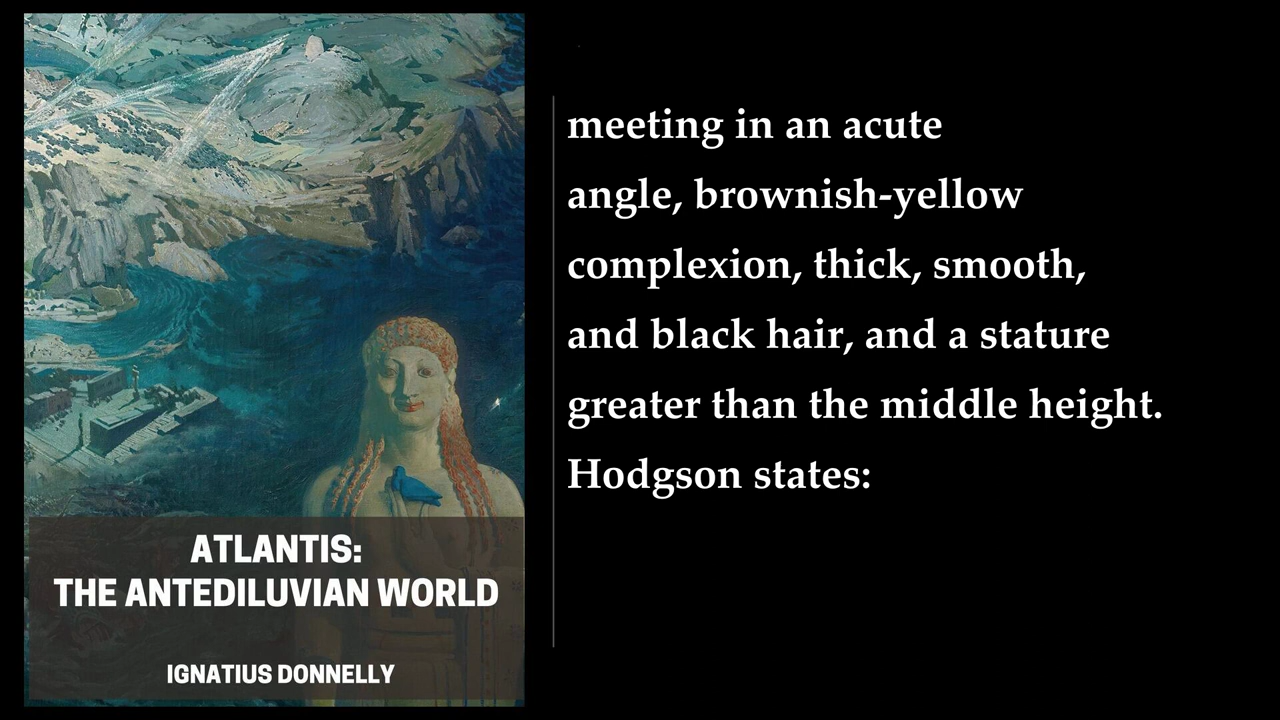 meeting in an acute
angle, brownish-yellow
complexion, thick, smooth,
and black hair, and a stature
greater than the middle height.
Hodgson states:
ATLANTIS:
THE ANTEDILUVIAN WORLD
IGNATIUS DONNELLY